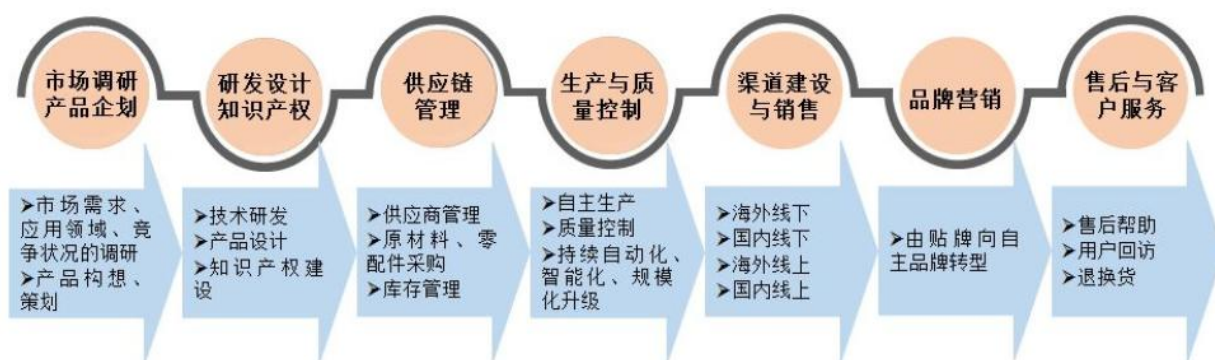 市场调研
产品企划
研发设计
知识产权
供应链
管理
生产与质
量控制
渠道建设
与销售
品牌营销
售后与客
户服务
➤市场需求、
应用领域、竞
争状况的调研
➤产品构想、
策划
➤技术研发
➤产品设计
➤知识产权建
设
➤供应商管理
➤原材料、零
配件采购
➤库存管理
➤自主生产
➤质量控制
➤持续自动化、
智能化、规模
化升级
➤海外线下
➤国内线下
➤海外线上
➤国内线上
➤由贴牌向自
主品牌转型
➤售后帮助
➤用户回访
➤退换货